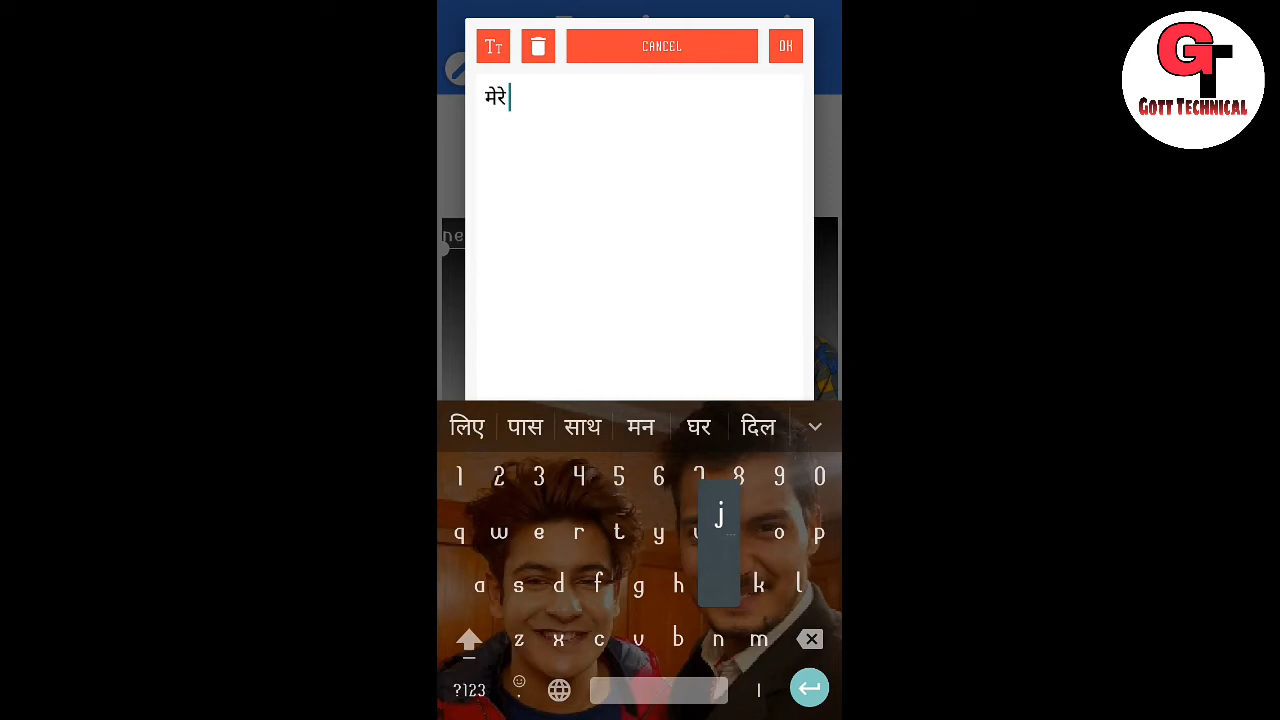 GT
GOTT TECHNICAL
TT
CANCEL
OK
मेरे
ne
लिए पास साथ मन घर दिल
1 2 3 4 5 6 7 8 9 0
q w e r t y u o p
j
a s d f g h k l
z x c v b n m
?123 . |